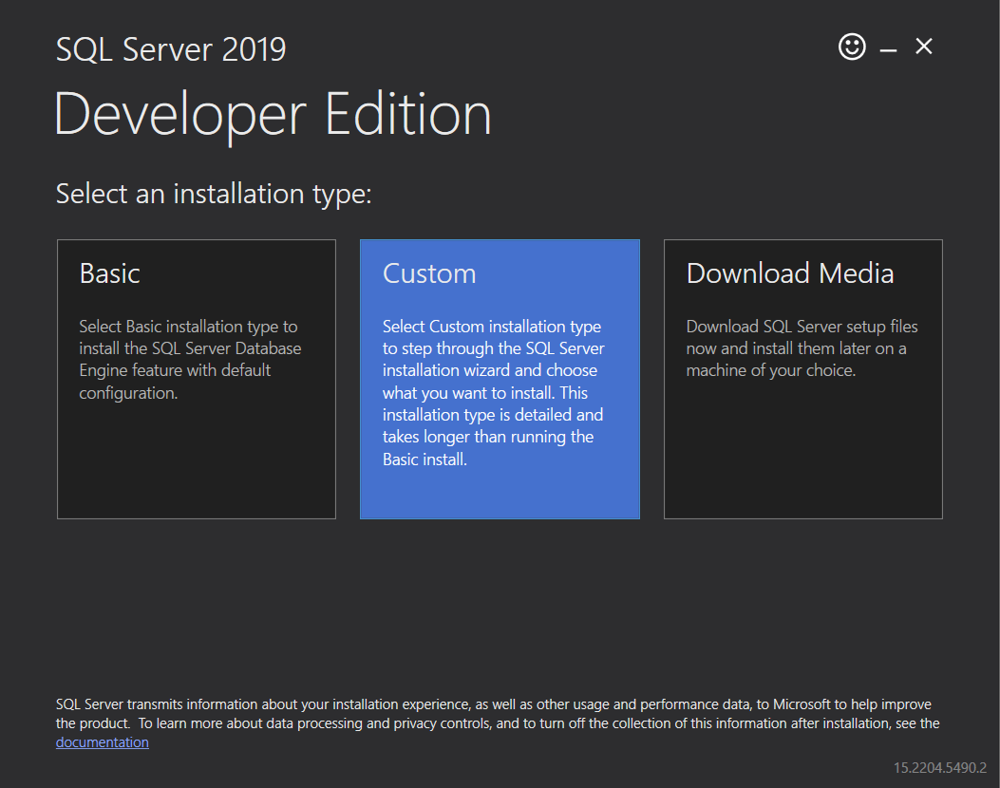 SQL Server 2019
Developer Edition
Select an installation type:
Basic
Select Basic installation type to
install the SQL Server Database
Engine feature with default
configuration.
Custom
Select Custom installation type
to step through the SQL Server
installation wizard and choose
what you want to install. This
installation type is detailed and
takes longer than running the
Basic install.
Download Media
Download SQL Server setup files
now and install them later on a
machine of your choice.
SQL Server transmits information about your installation experience, as well as other usage and performance data, to Microsoft to help improve
the product.  To learn more about data processing and privacy controls, and to turn off the collection of this information after installation, see the
documentation
15.2204.5490.2